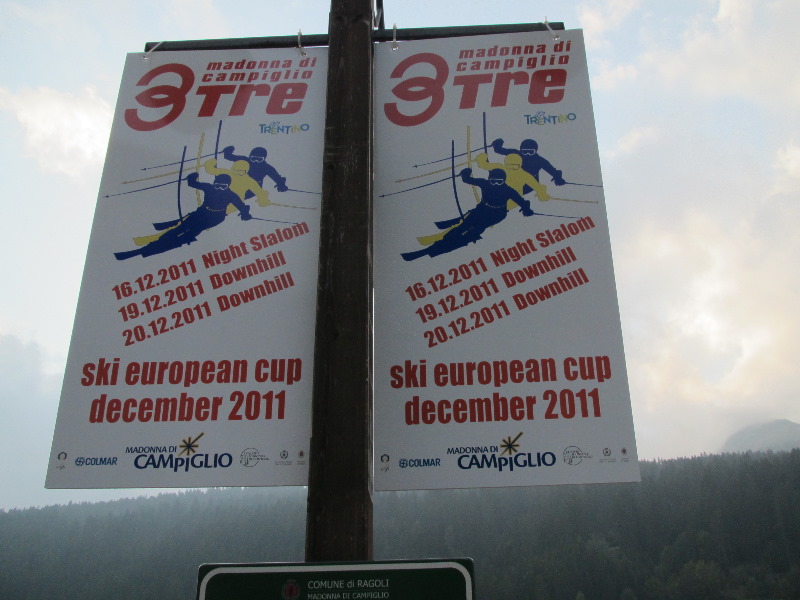 madonna di
campiglio
3Tre
TRENTINO
16.12.2011 Night Slalom
19.12.2011 Downhill
20.12.2011 Downhill
ski european cup
december 2011
COLMAR
MADONNA DI
CAMPIGLIO
madonna di
campiglio
3Tre
TRENTINO
16.12.2011 Night Slalom
19.12.2011 Downhill
20.12.2011 Downhill
ski european cup
december 2011
COLMAR
MADONNA DI
CAMPIGLIO
COMUNE di RAGOLI
MADONNA DI CAMPIGLIO